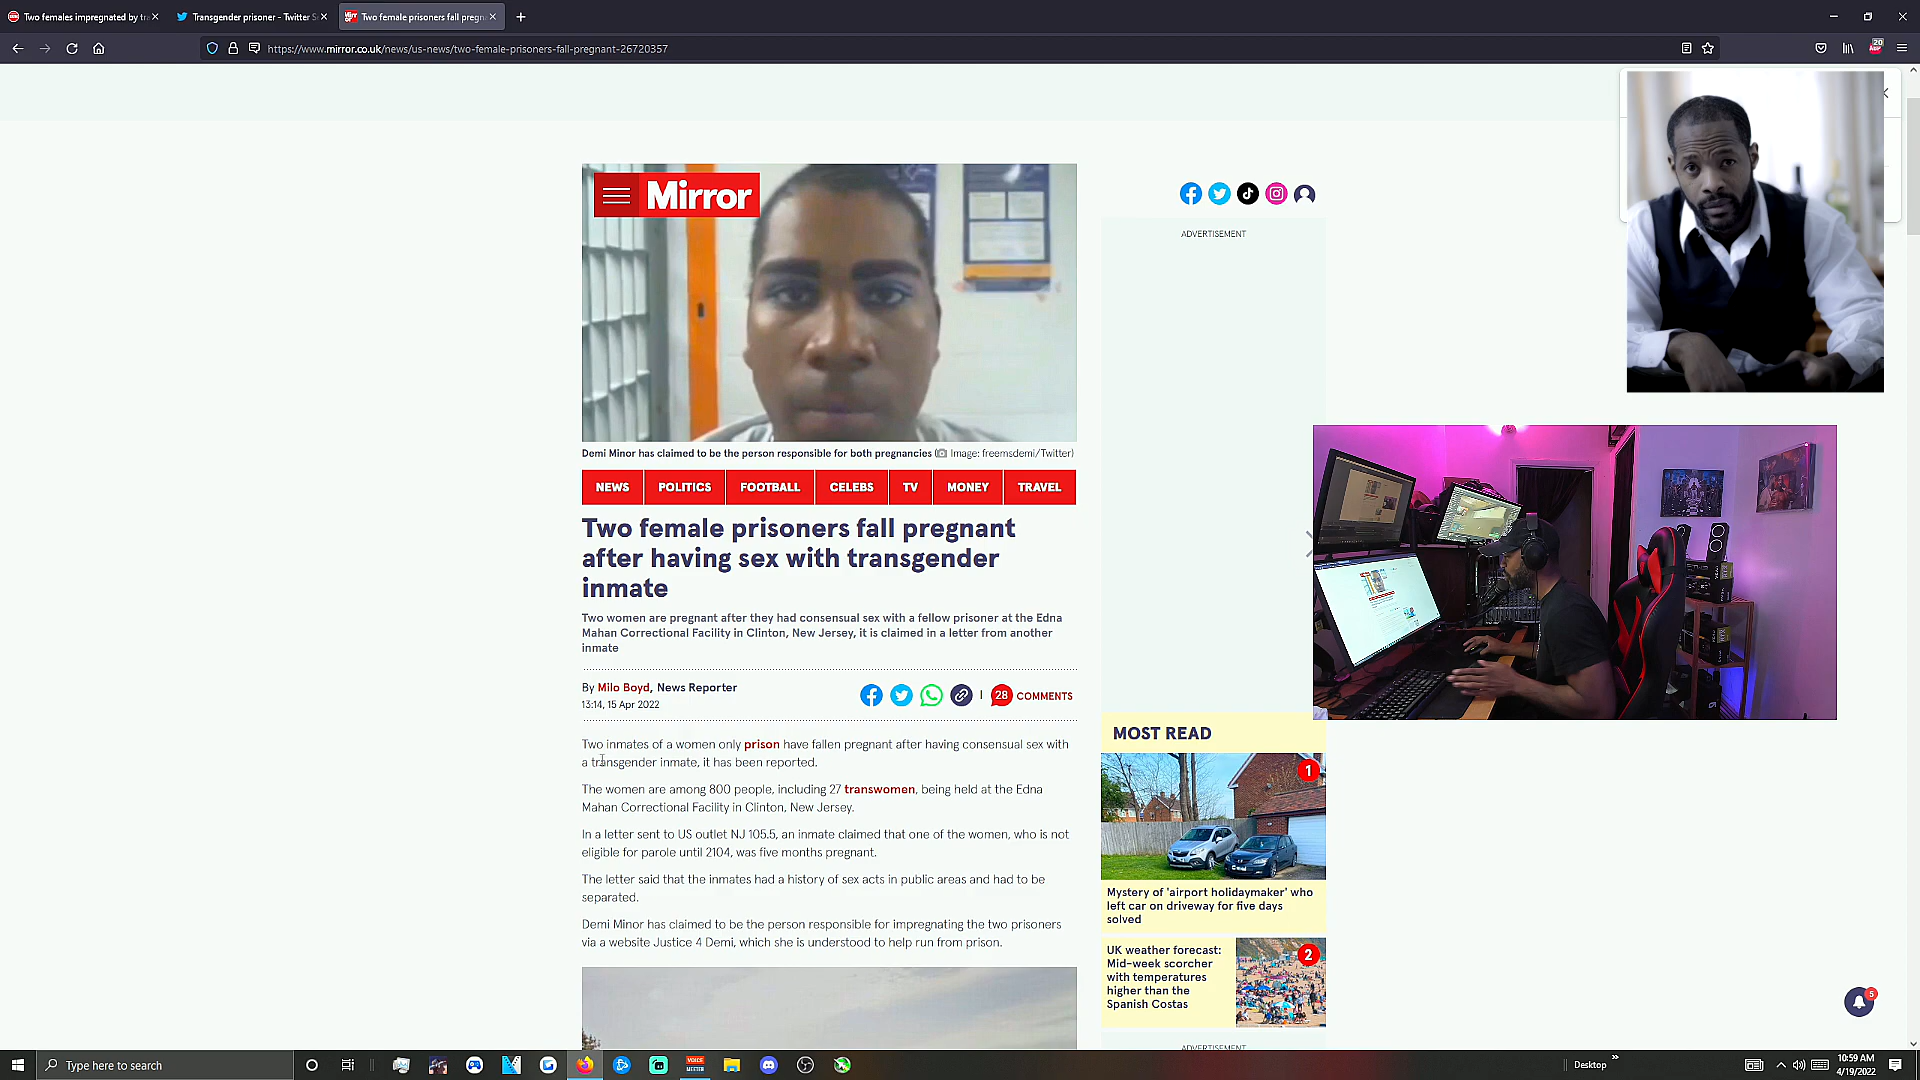 Two females impregnated by tr
Transgender prisoner - Twitter S
Two female prisoners fall pregn
https://www.mirror.co.uk/news/us-news/two-female-prisoners-fall-pregnant-26720357
20
Mirror
ADVERTISEMENT
Demi Minor has claimed to be the person responsible for both pregnancies (Image: freemsdemi/Twitter)
NEWS POLITICS FOOTBALL CELEBS TV MONEY TRAVEL
Two female prisoners fall pregnant
after having sex with transgender
inmate
Two women are pregnant after they had consensual sex with a fellow prisoner at the Edna
Mahan Correctional Facility in Clinton, New Jersey, it is claimed in a letter from another
inmate
By Milo Boyd, News Reporter
13:14, 15 Apr 2022
28 COMMENTS
Two inmates of a women only prison have fallen pregnant after having consensual sex with
a transgender inmate, it has been reported.
The women are among 800 people, including 27 transwomen, being held at the Edna
Mahan Correctional Facility in Clinton, New Jersey.
In a letter sent to US outlet NJ 105.5, an inmate claimed that one of the women, who is not
eligible for parole until 2104, was five months pregnant.
The letter said that the inmates had a history of sex acts in public areas and had to be
separated.
Demi Minor has claimed to be the person responsible for impregnating the two prisoners
via a website Justice 4 Demi, which she is understood to help run from prison.
MOST READ
1
Mystery of 'airport holidaymaker' who
left car on driveway for five days
solved
UK weather forecast:
Mid-week scorcher
with temperatures
higher than the
Spanish Costas
2
ADVERTISEMENT
5
Type here to search
VOICE
MEETER
Desktop
10:59 AM
4/19/2022